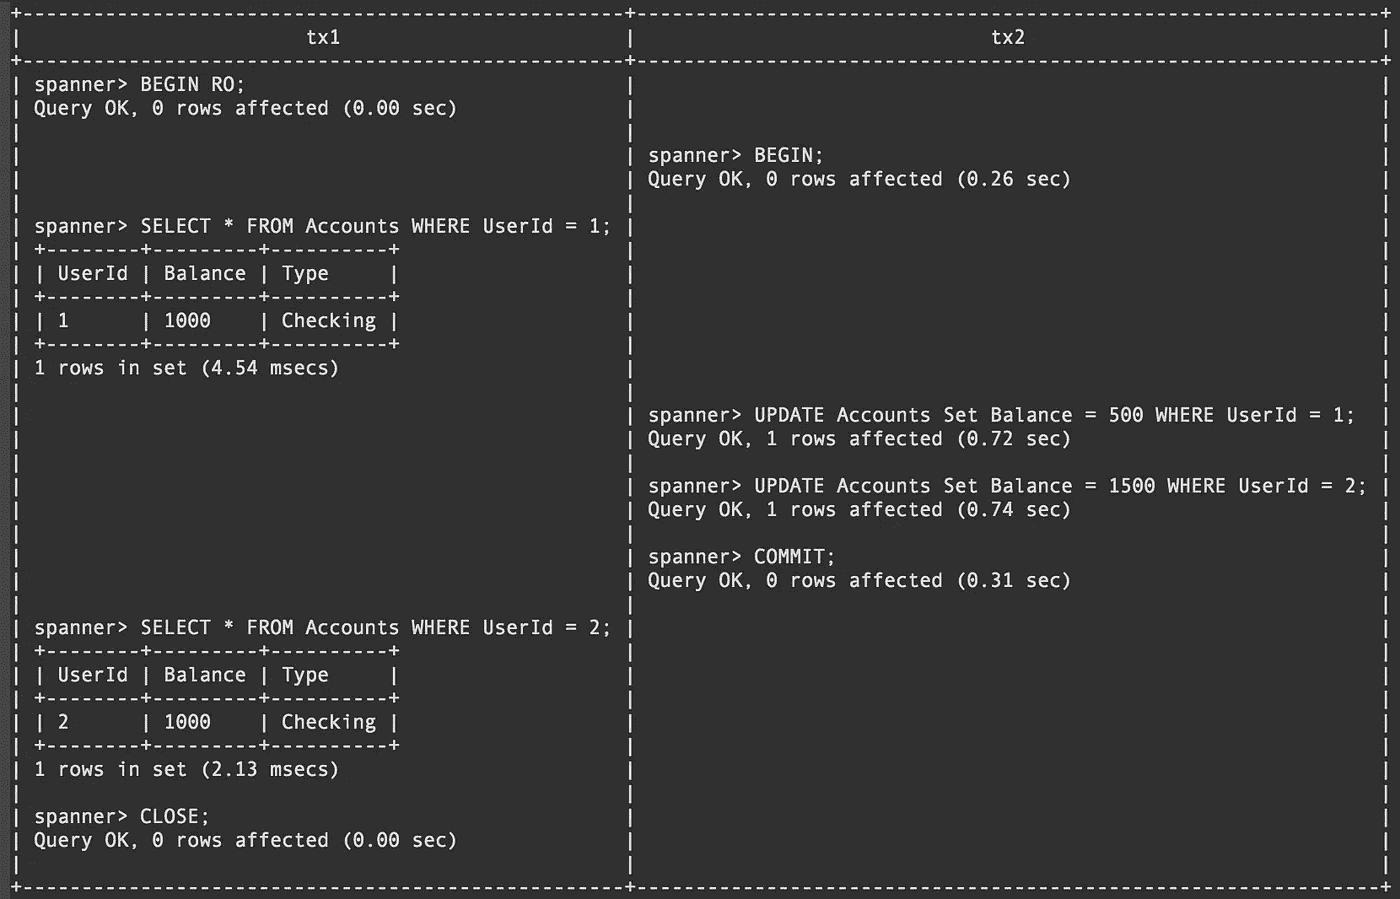 +---------------------------------------------------+---------------------------------------------------------------+
|                        tx1                        |                              tx2                              |
+---------------------------------------------------+---------------------------------------------------------------+
| spanner> BEGIN RO;                                |                                                               |
| Query OK, 0 rows affected (0.00 sec)              |                                                               |
|                                                   |                                                               |
|                                                   | spanner> BEGIN;                                               |
|                                                   | Query OK, 0 rows affected (0.26 sec)                          |
|                                                   |                                                               |
| spanner> SELECT * FROM Accounts WHERE UserId = 1; |                                                               |
| +--------+---------+----------+                   |                                                               |
| | UserId | Balance | Type     |                   |                                                               |
| +--------+---------+----------+                   |                                                               |
| | 1      | 1000    | Checking |                   |                                                               |
| +--------+---------+----------+                   |                                                               |
| 1 rows in set (4.54 msecs)                        |                                                               |
|                                                   |                                                               |
|                                                   | spanner> UPDATE Accounts Set Balance = 500 WHERE UserId = 1;  |
|                                                   | Query OK, 1 rows affected (0.72 sec)                          |
|                                                   |                                                               |
|                                                   | spanner> UPDATE Accounts Set Balance = 1500 WHERE UserId = 2; |
|                                                   | Query OK, 1 rows affected (0.74 sec)                          |
|                                                   |                                                               |
|                                                   | spanner> COMMIT;                                              |
|                                                   | Query OK, 0 rows affected (0.31 sec)                          |
|                                                   |                                                               |
| spanner> SELECT * FROM Accounts WHERE UserId = 2; |                                                               |
| +--------+---------+----------+                   |                                                               |
| | UserId | Balance | Type     |                   |                                                               |
| +--------+---------+----------+                   |                                                               |
| | 2      | 1000    | Checking |                   |                                                               |
| +--------+---------+----------+                   |                                                               |
| 1 rows in set (2.13 msecs)                        |                                                               |
|                                                   |                                                               |
| spanner> CLOSE;                                   |                                                               |
| Query OK, 0 rows affected (0.00 sec)              |                                                               |
|                                                   |                                                               |
+---------------------------------------------------+---------------------------------------------------------------+